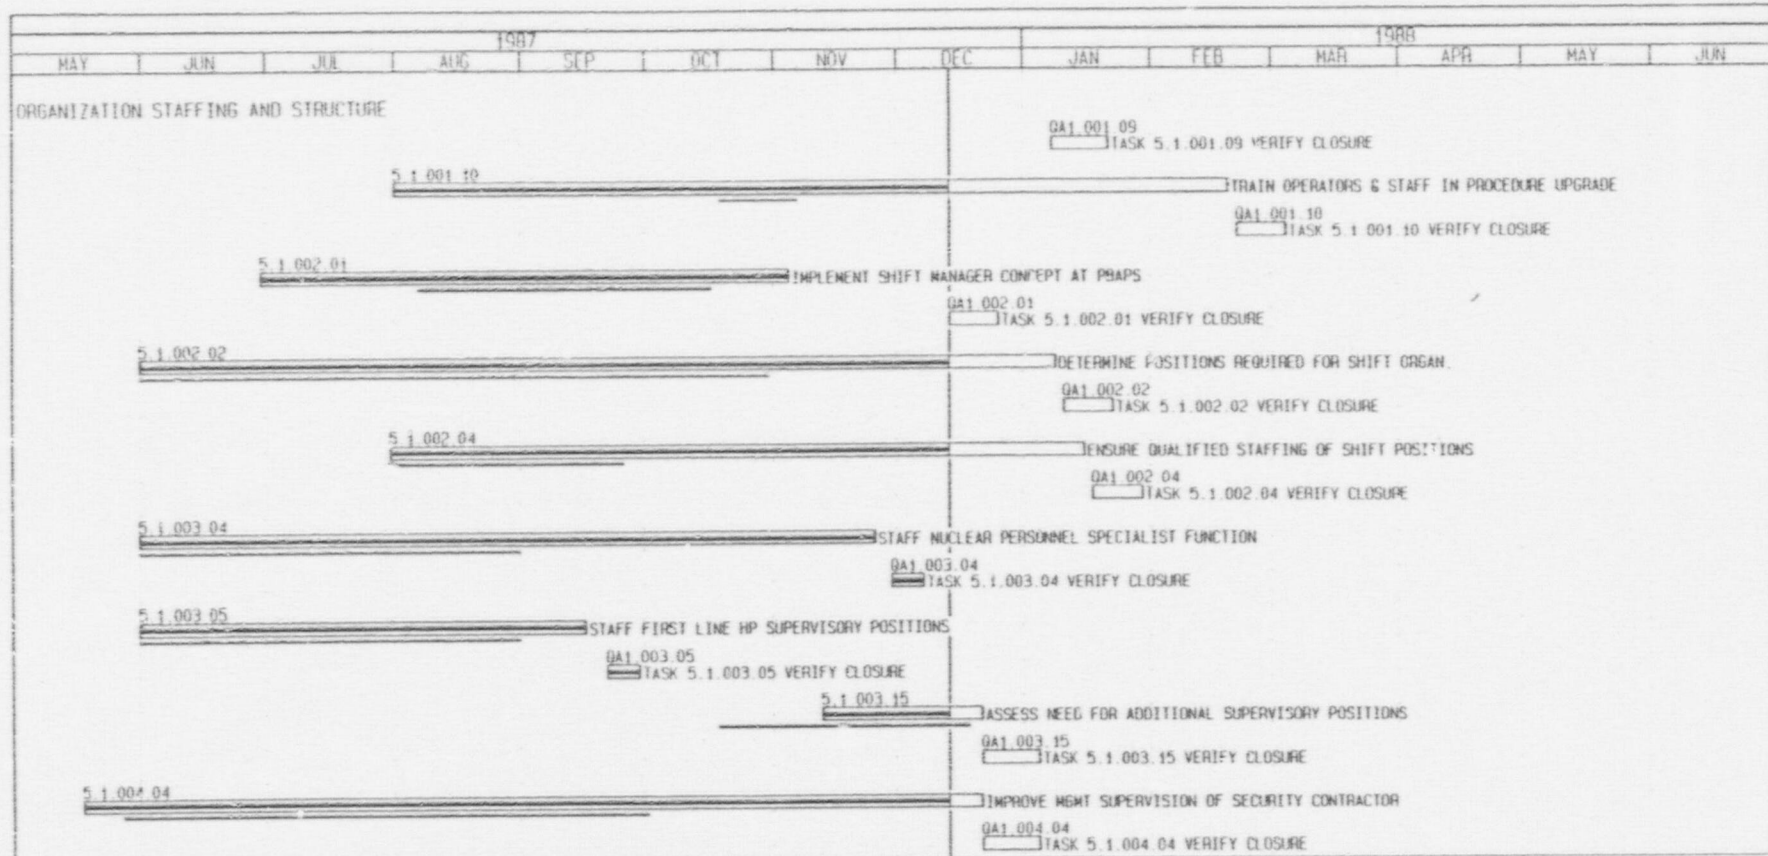 1987 1988
MAY JUN JUL AUG SEP OCT NOV DEC JAN FEB MAR APR MAY JUN
ORGANIZATION STAFFING AND STRUCTURE
QA1.001.09
TASK 5.1.001.09 VERIFY CLOSURE
5.1.001.10
TRAIN OPERATORS & STAFF IN PROCEDURE UPGRADE
QA1.001.10
TASK 5.1.001.10 VERIFY CLOSURE
5.1.002.01
IMPLEMENT SHIFT MANAGER CONCEPT AT PBAPS
QA1.002.01
TASK 5.1.002.01 VERIFY CLOSURE
5.1.002.02
DETERMINE POSITIONS REQUIRED FOR SHIFT ORGAN.
QA1.002.02
TASK 5.1.002.02 VERIFY CLOSURE
5.1.002.04
ENSURE QUALIFIED STAFFING OF SHIFT POSITIONS
QA1.002.04
TASK 5.1.002.04 VERIFY CLOSURE
5.1.003.04
STAFF NUCLEAR PERSONNEL SPECIALIST FUNCTION
QA1.003.04
TASK 5.1.003.04 VERIFY CLOSURE
5.1.003.05
STAFF FIRST LINE HP SUPERVISORY POSITIONS
QA1.003.05
TASK 5.1.003.05 VERIFY CLOSURE
5.1.003.15
ASSESS NEED FOR ADDITIONAL SUPERVISORY POSITIONS
QA1.003.15
TASK 5.1.003.15 VERIFY CLOSURE
5.1.004.04
IMPROVE MGMT SUPERVISION OF SECURITY CONTRACTOR
QA1.004.04
TASK 5.1.004.04 VERIFY CLOSURE